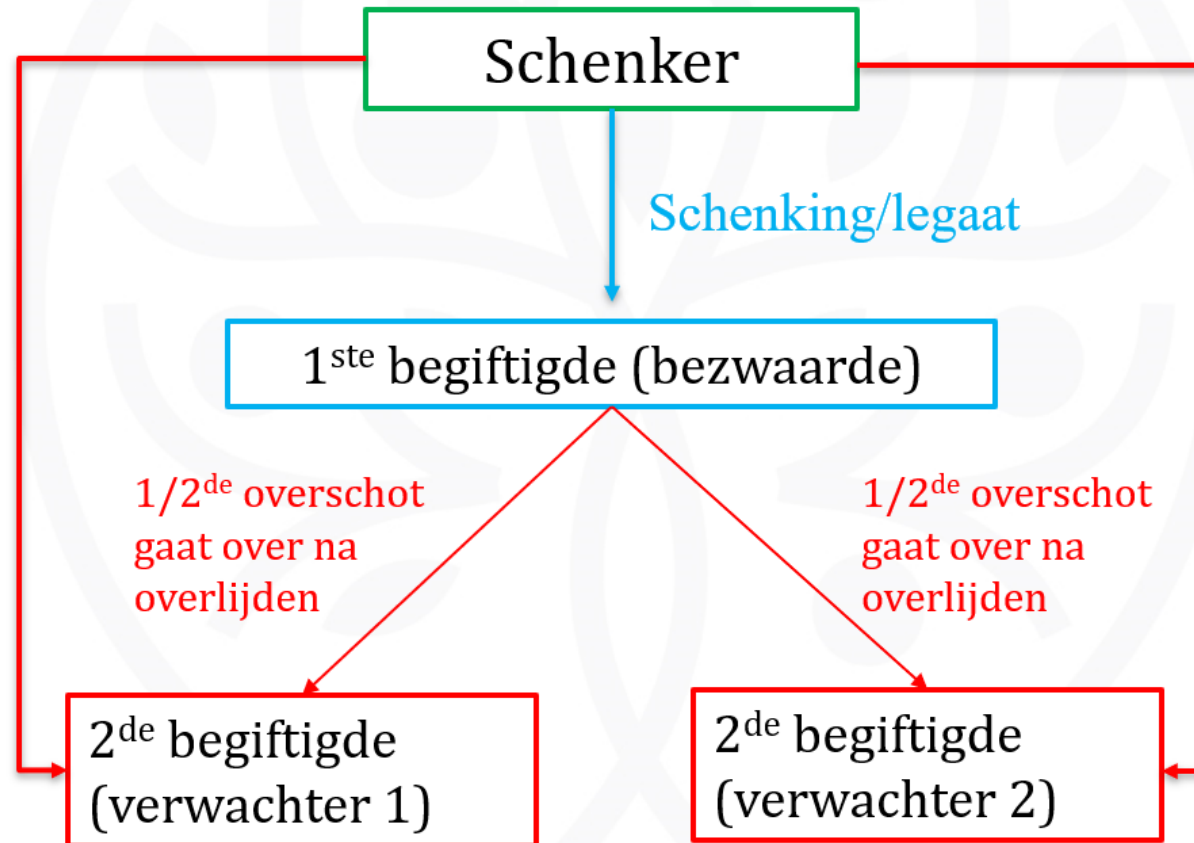 Schenker
Schenking/legaat
1ste begiftigde (bezwaarde)
1/2de overschot
gaat over na
overlijden
1/2de overschot
gaat over na
overlijden
2de begiftigde
(verwachter 1)
2de begiftigde
(verwachter 2)